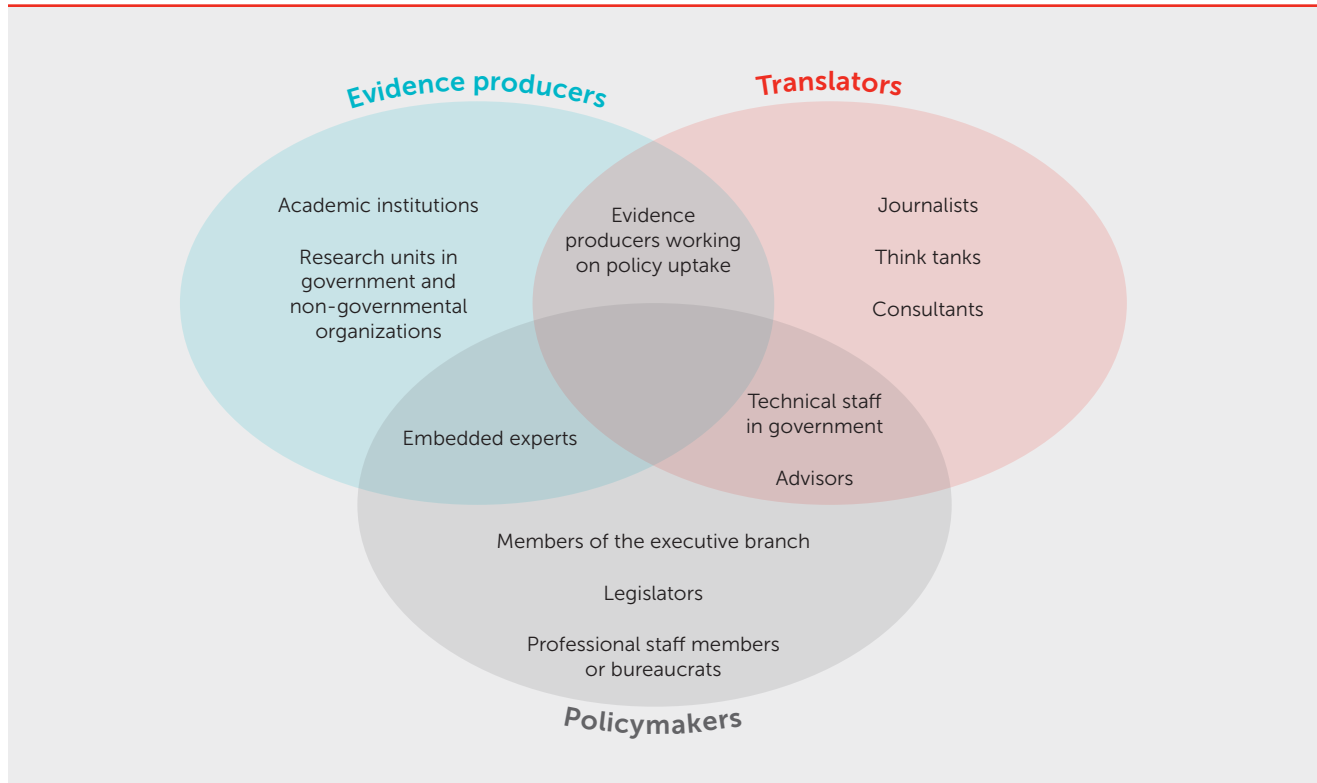 Evidence producers
Translators
Academic institutions
Research units in
government and
non-governmental
organizations
Evidence
producers working
on policy uptake
Journalists
Think tanks
Consultants
Embedded experts
Technical staff
in government
Advisors
Members of the executive branch
Legislators
Professional staff members
or bureaucrats
Policymakers